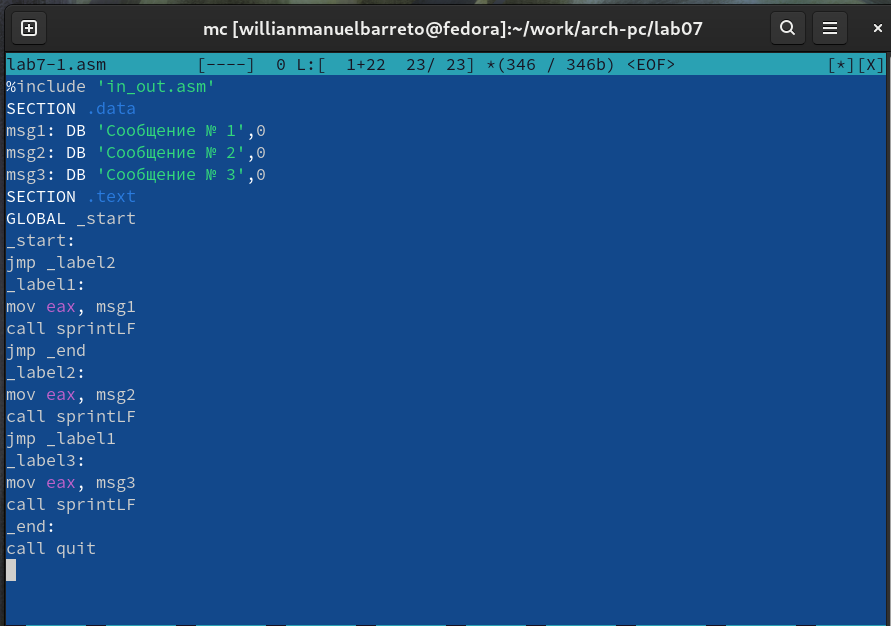 mc [willianmanuelbarreto@fedora]:~/work/arch-pc/lab07
lab7-1.asm [----] 0 L:[ 1+22 23/ 23] *(346 / 346b) <EOF> [*][X]
%include 'in_out.asm'
SECTION .data
msg1: DB 'Сообщение № 1',0
msg2: DB 'Сообщение № 2',0
msg3: DB 'Сообщение № 3',0
SECTION .text
GLOBAL _start
_start:
jmp _label2
_label1:
mov eax, msg1
call sprintLF
jmp _end
_label2:
mov eax, msg2
call sprintLF
jmp _label1
_label3:
mov eax, msg3
call sprintLF
_end:
call quit